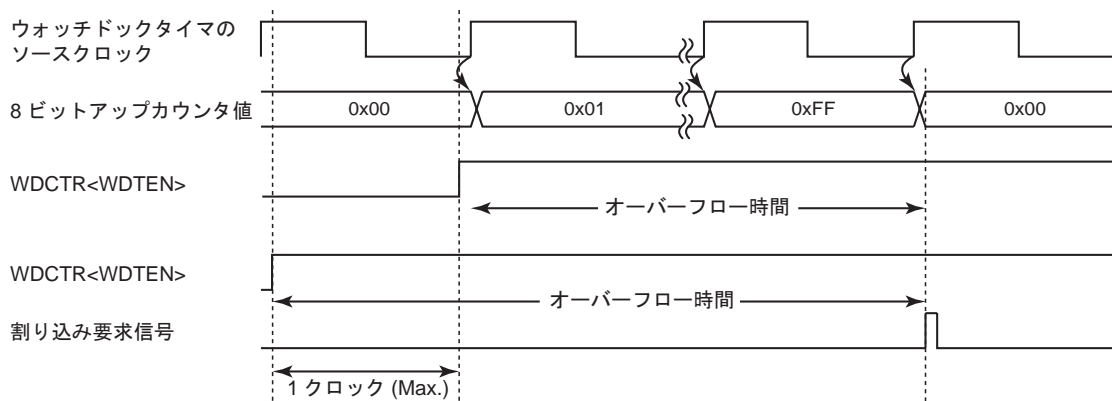 ウォッチドックタイマの
ソースクロック
8 ビットアップカウンタ値
0x00
0x01
0xFF
0x00
WDCTR<WDTEN>
オーバーフロー時間
WDCTR<WDTEN>
オーバーフロー時間
割り込み要求信号
1 クロック (Max.)